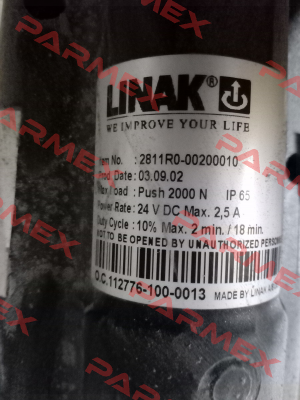 LINAK®
WE IMPROVE YOUR LIFE
Item No. : 2811R0-00200010
Prod Date : 03.09.02
Max Load : Push 2000 N IP 65
Power Rate : 24 V DC Max. 2,5 A
Duty Cycle : 10% Max. 2 min. / 18 min.
NOT TO BE OPENED BY UNAUTHORIZED
O.C.112776-100-0013 MADE BY LINAK
PARMEX
PARMEX
PARMEX
PARMEX
PARMEX